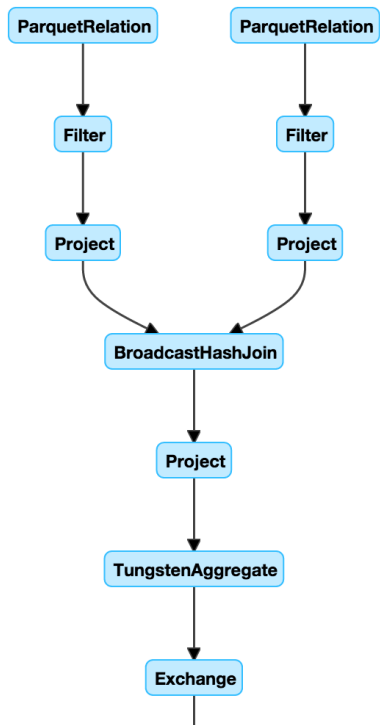 ParquetRelation ParquetRelation
Filter Filter
Project Project
BroadcastHashJoin
Project
TungstenAggregate
Exchange